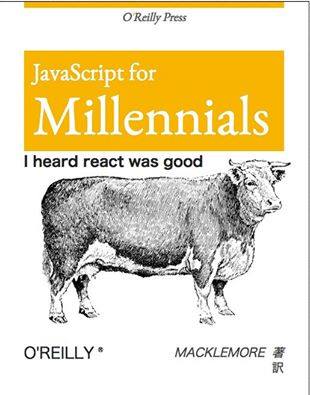 O'Reilly Press
JavaScript for
Millennials
I heard react was good
O'REILLY ®
MACKLEMORE 著
訳